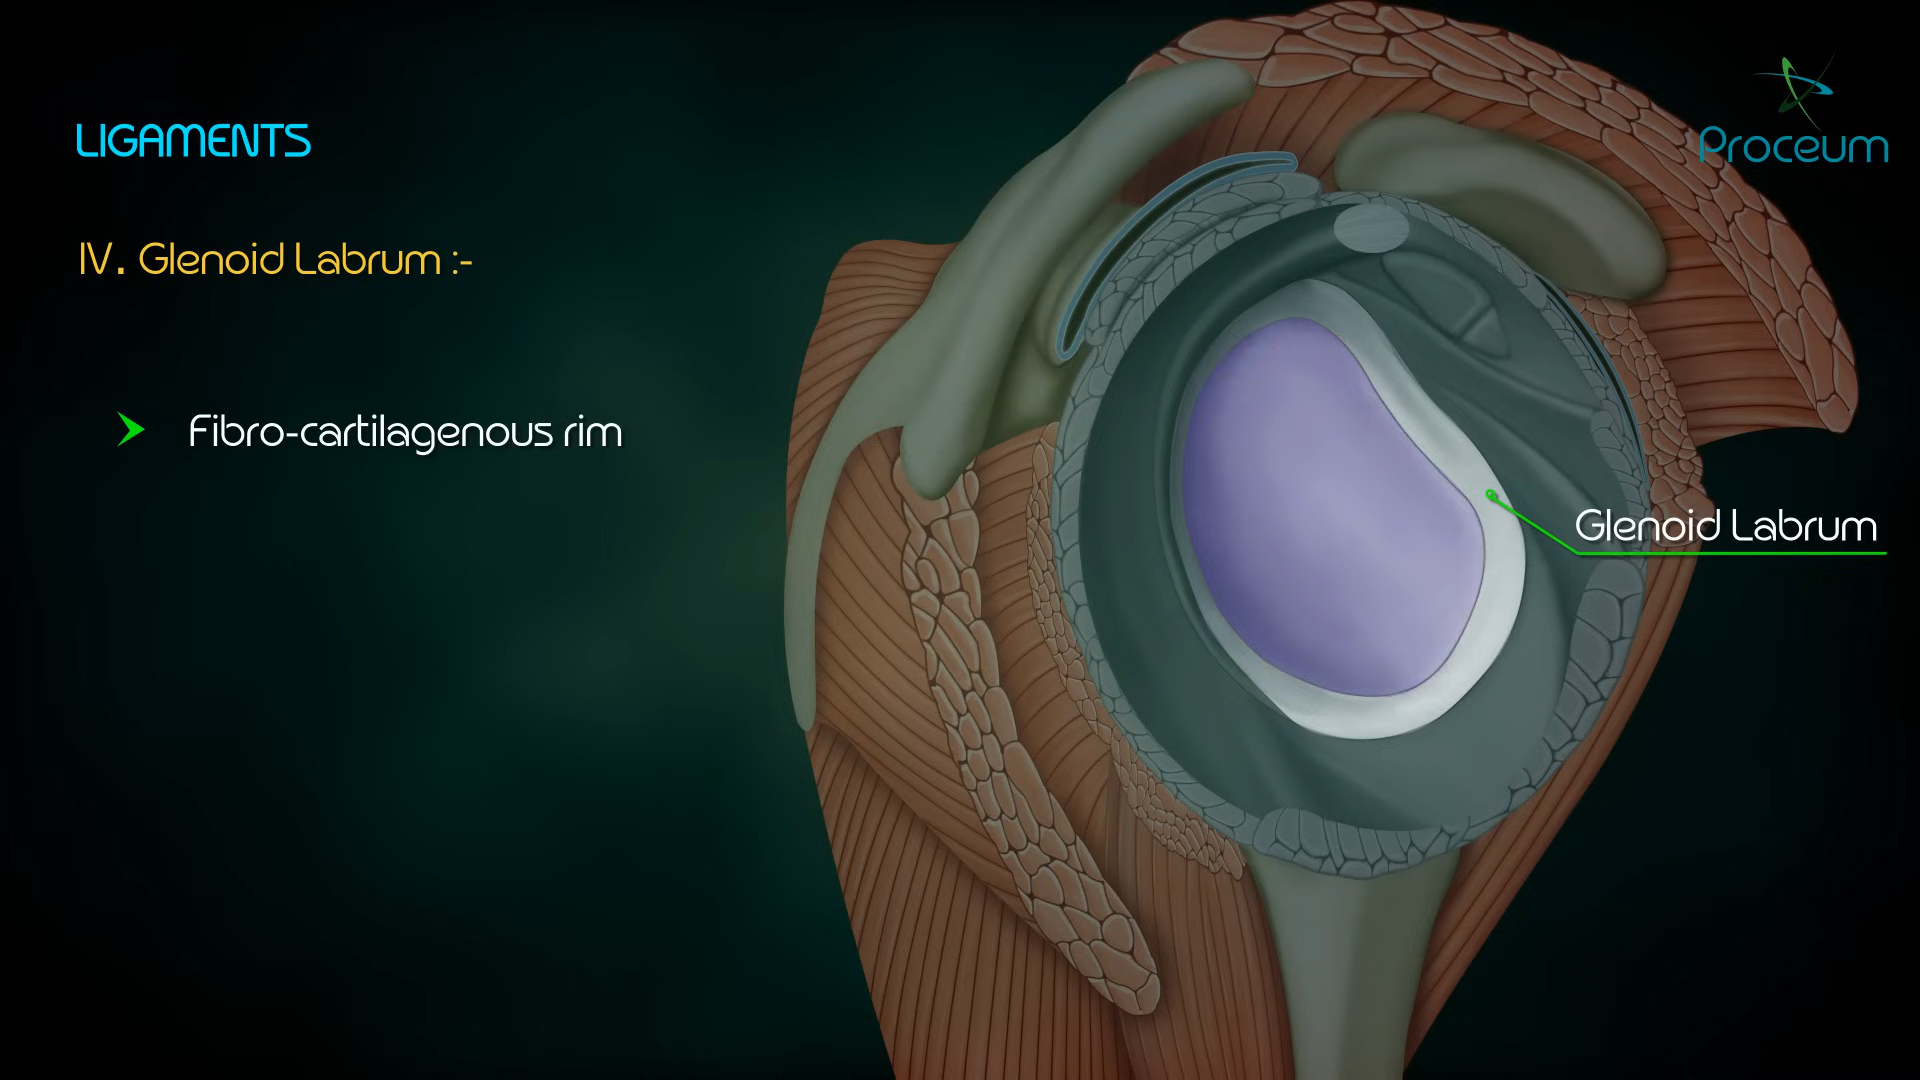 LIGAMENTS
Proceum
IV. Glenoid Labrum :-
Fibro-cartilagenous rim
Glenoid Labrum